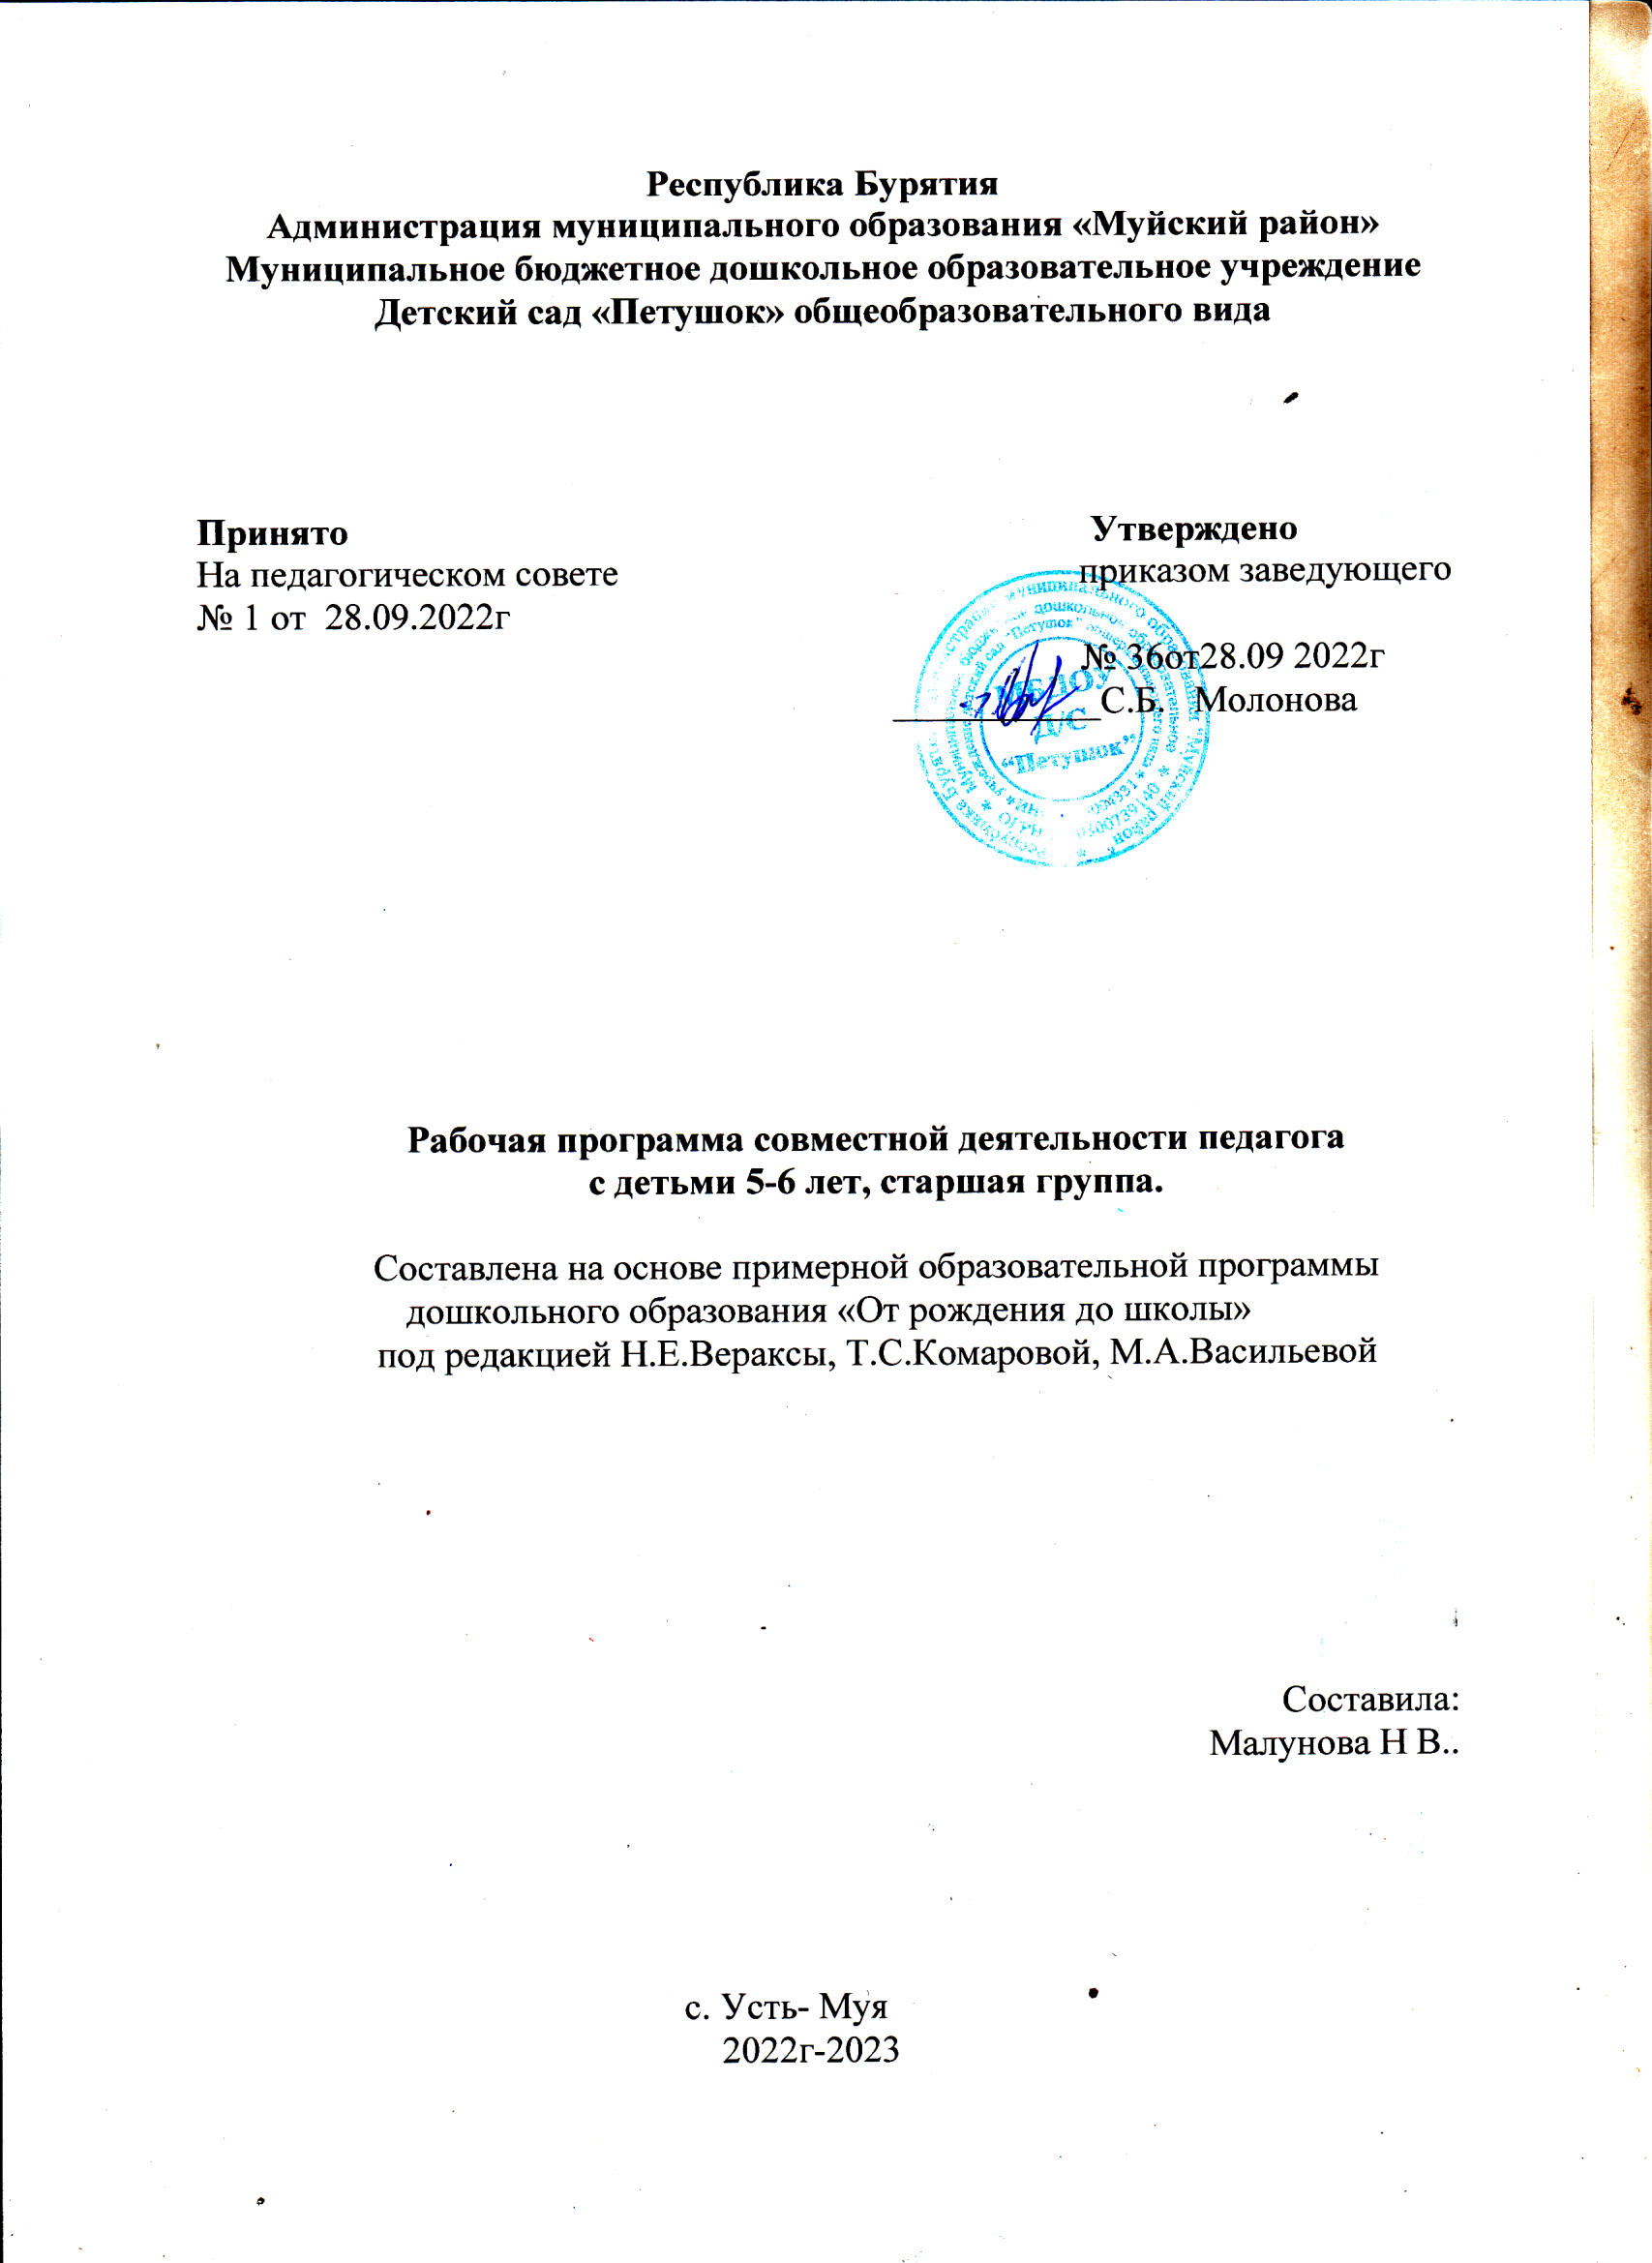 Республика Бурятия
Администрация муниципального образования «Муйский район»
Муниципальное бюджетное дошкольное образовательное учреждение
Детский сад «Петушок» общеобразовательного вида
Принято
На педагогическом совете
№ 1 от 28.09.2022г
Утверждено
приказом заведующего
№ 36от28.09 2022г
С.Б. Молонова
МБДОУ
Д/С
“Петушок”
Рабочая программа совместной деятельности педагога
с детьми 5-6 лет, старшая группа.
Составлена на основе примерной образовательной программы
дошкольного образования «От рождения до школы»
под редакцией Н.Е.Вераксы, Т.С.Комаровой, М.А.Васильевой
Составила:
Малунова Н В..
с. Усть- Муя
2022г-2023